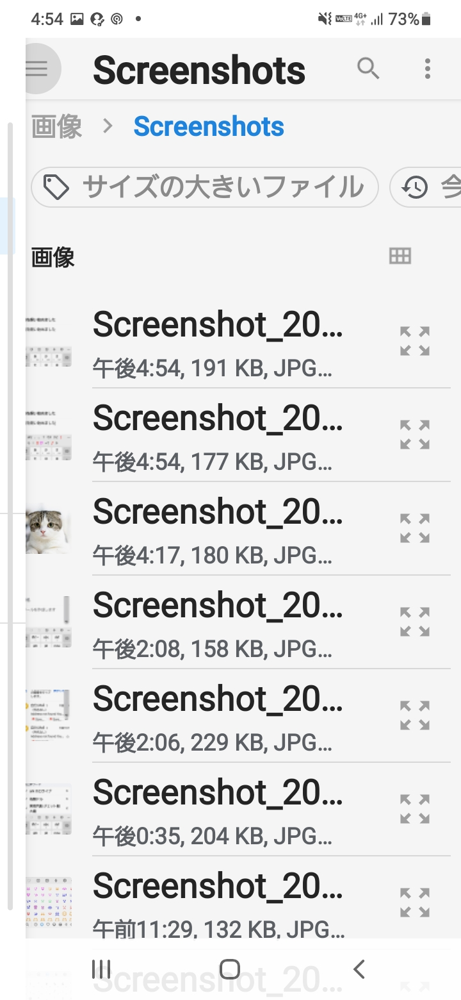 4:54 VoLTE 4G+ 73%
Screenshots
画像 > Screenshots
サイズの大きいファイル 今
画像
Screenshot_20...
午後4:54, 191 KB, JPG...
Screenshot_20...
午後4:54, 177 KB, JPG...
Screenshot_20...
午後4:17, 180 KB, JPG...
Screenshot_20...
午後2:08, 158 KB, JPG...
Screenshot_20...
午後2:06, 229 KB, JPG...
Screenshot_20...
午後0:35, 204 KB, JPG...
Screenshot_20...
午前11:29, 132 KB, JPG...
Screenshot_20...